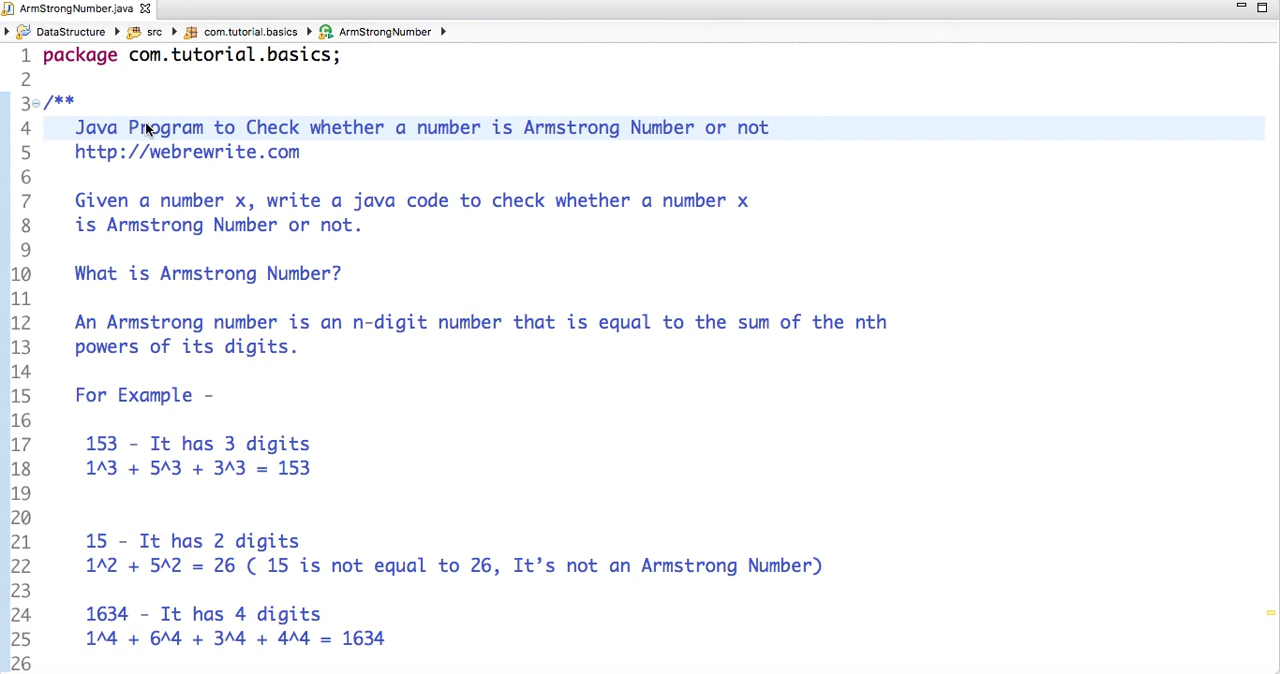 ArmStrongNumber.java
DataStructure src com.tutorial.basics ArmStrongNumber
1 package com.tutorial.basics;
2
3 /**
4 Java Program to Check whether a number is Armstrong Number or not
5 http://webrewrite.com
6
7 Given a number x, write a java code to check whether a number x
8 is Armstrong Number or not.
9
10 What is Armstrong Number?
11
12 An Armstrong number is an n-digit number that is equal to the sum of the nth
13 powers of its digits.
14
15 For Example -
16
17 153 - It has 3 digits
18 1^3 + 5^3 + 3^3 = 153
19
20
21 15 - It has 2 digits
22 1^2 + 5^2 = 26 ( 15 is not equal to 26, It’s not an Armstrong Number)
23
24 1634 - It has 4 digits
25 1^4 + 6^4 + 3^4 + 4^4 = 1634
26